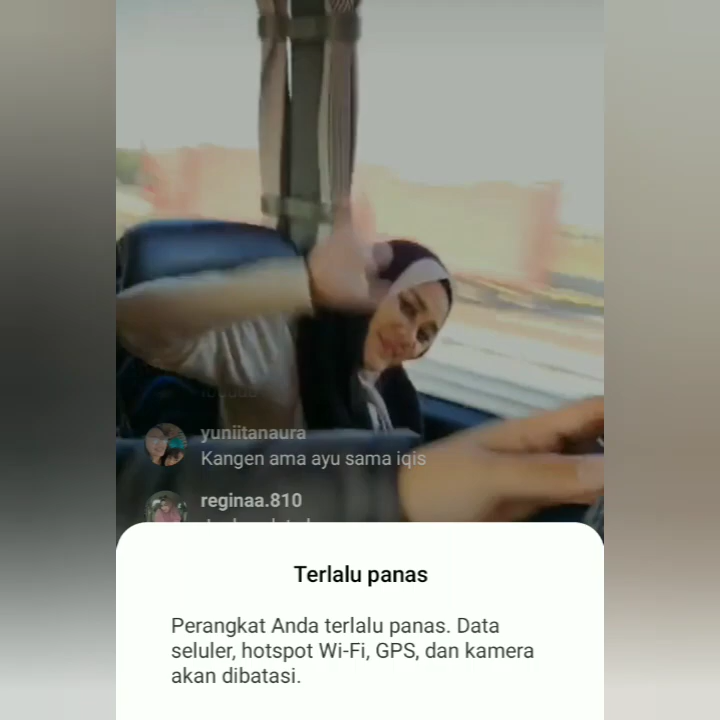 yuniitanaura
Kangen ama ayu sama iqis
reginaa.810
Terlalu panas
Perangkat Anda terlalu panas. Data
seluler, hotspot Wi-Fi, GPS, dan kamera
akan dibatasi.